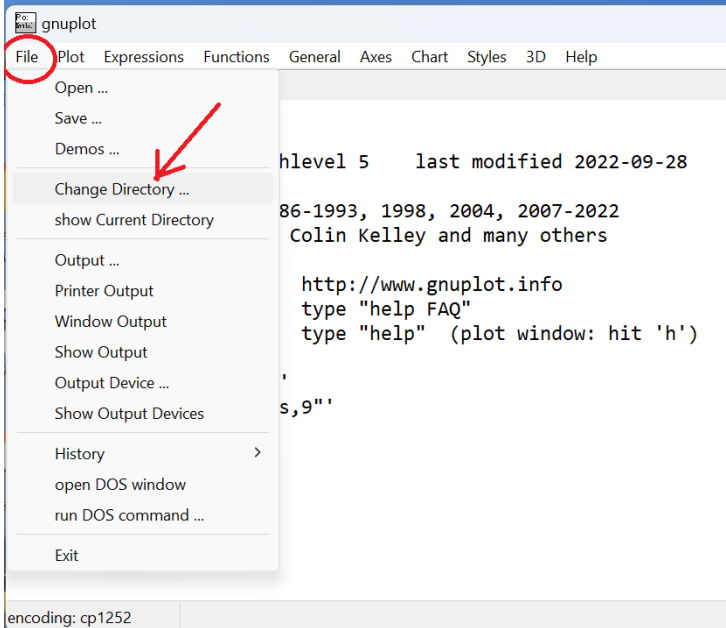 gnuplot
File Plot Expressions Functions General Axes Chart Styles 3D Help
Open ...
Save ...
Demos ...
hlevel 5 last modified 2022-09-28
Change Directory ...
86-1993, 1998, 2004, 2007-2022
show Current Directory
Colin Kelley and many others
Output ...
http://www.gnuplot.info
Printer Output
type "help FAQ"
Window Output
type "help" (plot window: hit 'h')
Show Output
Output Device ...
'
Show Output Devices
s,9"'
History >
open DOS window
run DOS command ...
Exit
encoding: cp1252